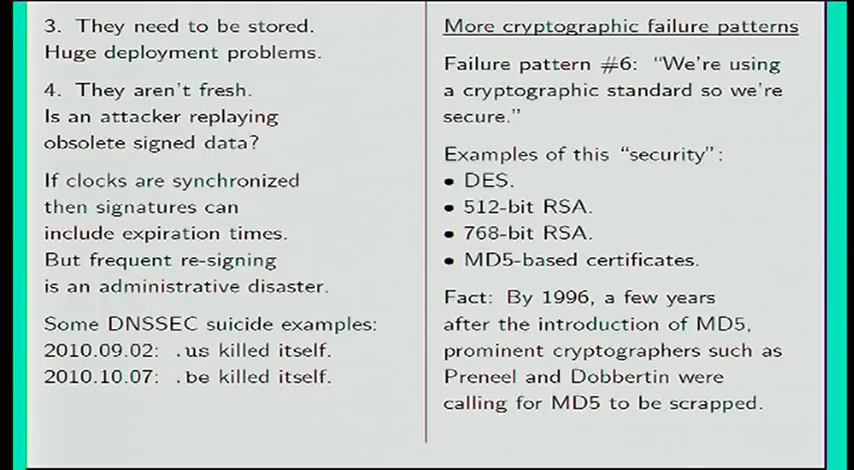 3. They need to be stored.
Huge deployment problems.
4. They aren't fresh.
Is an attacker replaying
obsolete signed data?
If clocks are synchronized
then signatures can
include expiration times.
But frequent re-signing
is an administrative disaster.
Some DNSSEC suicide examples:
2010.09.02: .us killed itself.
2010.10.07: .be killed itself.
More cryptographic failure patterns
Failure pattern #6: “We're using
a cryptographic standard so we're
secure.”
Examples of this “security”:
• DES.
• 512-bit RSA.
• 768-bit RSA.
• MD5-based certificates.
Fact: By 1996, a few years
after the introduction of MD5,
prominent cryptographers such as
Preneel and Dobbertin were
calling for MD5 to be scrapped.